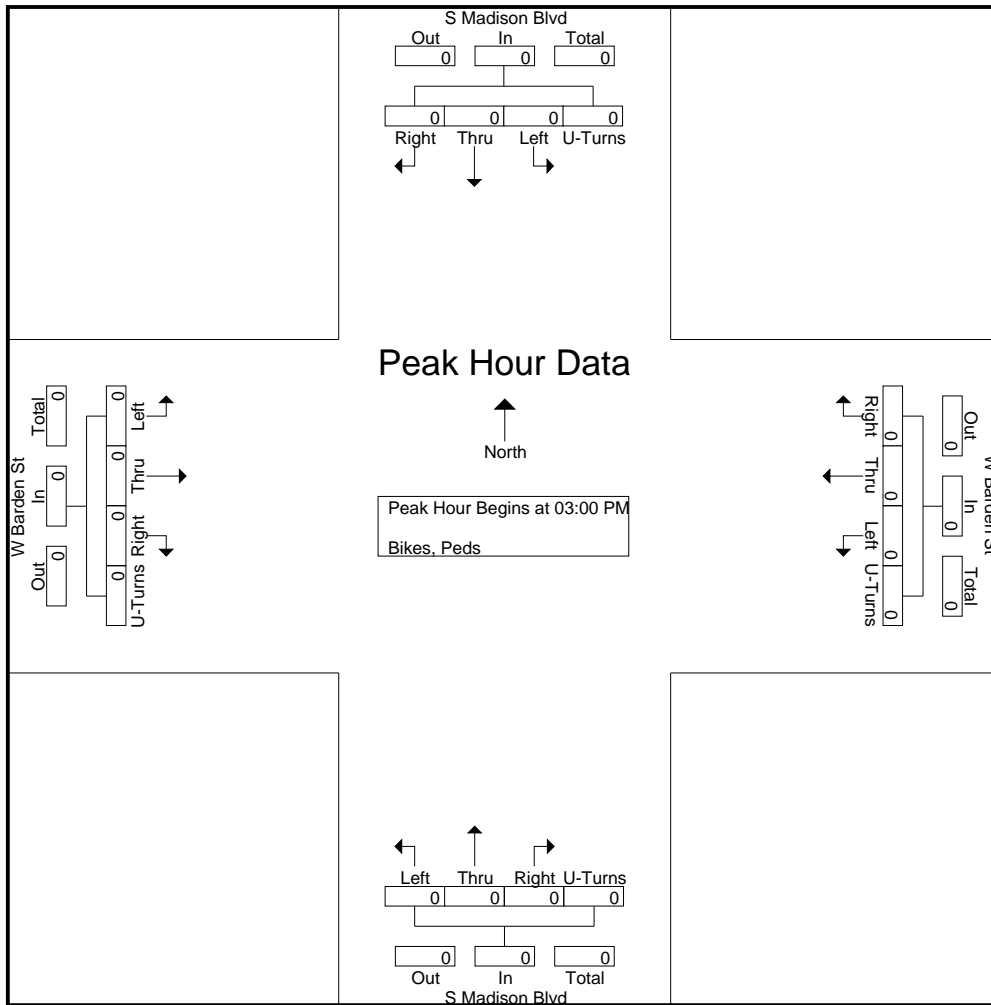 S Madison Blvd
Out In Total
0 0 0
0 0 0 0
Right Thru Left U-Turns
Peak Hour Data
North
Peak Hour Begins at 03:00 PM
Bikes, Peds
W Barden St
Total In Out
0 0 0
0 0 0 0
Left Thru Right U-Turns
Right Thru Left U-Turns
0 0 0 0
Out In Total
0 0 0
W Barden St
Left Thru Right U-Turns
0 0 0 0
0 0 0
Out In Total
S Madison Blvd